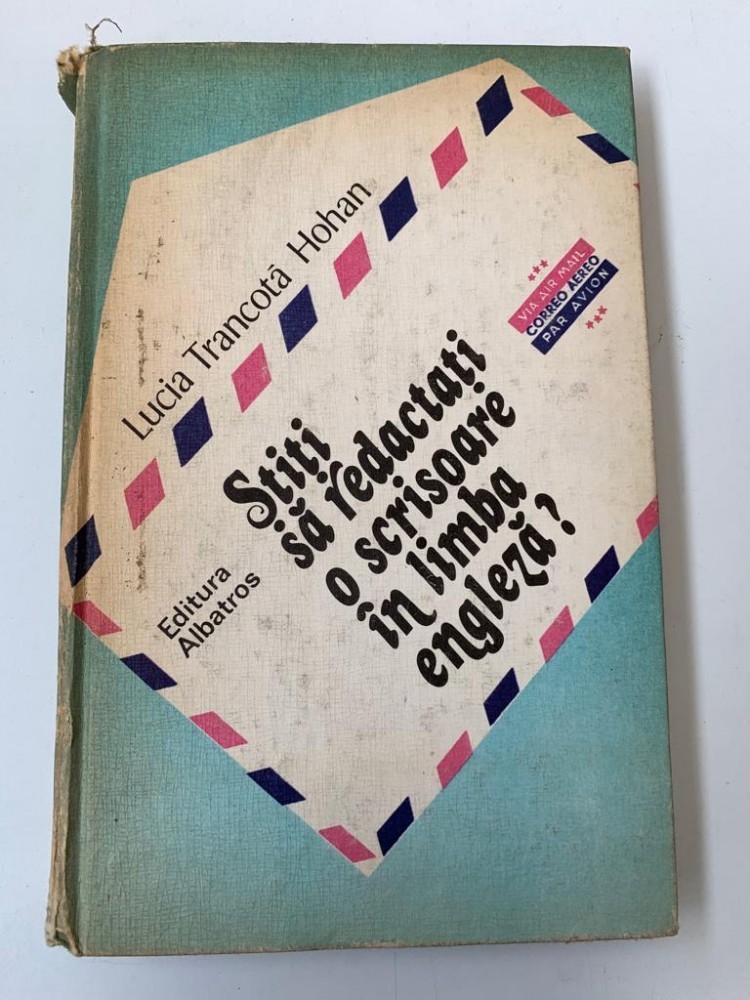 Lucia Trancotă Hohan
Știți
să redactați
o scrisoare
în limba
engleză?
Editura
Albatros
VIA AIR MAIL
CORREO AEREO
PAR AVION